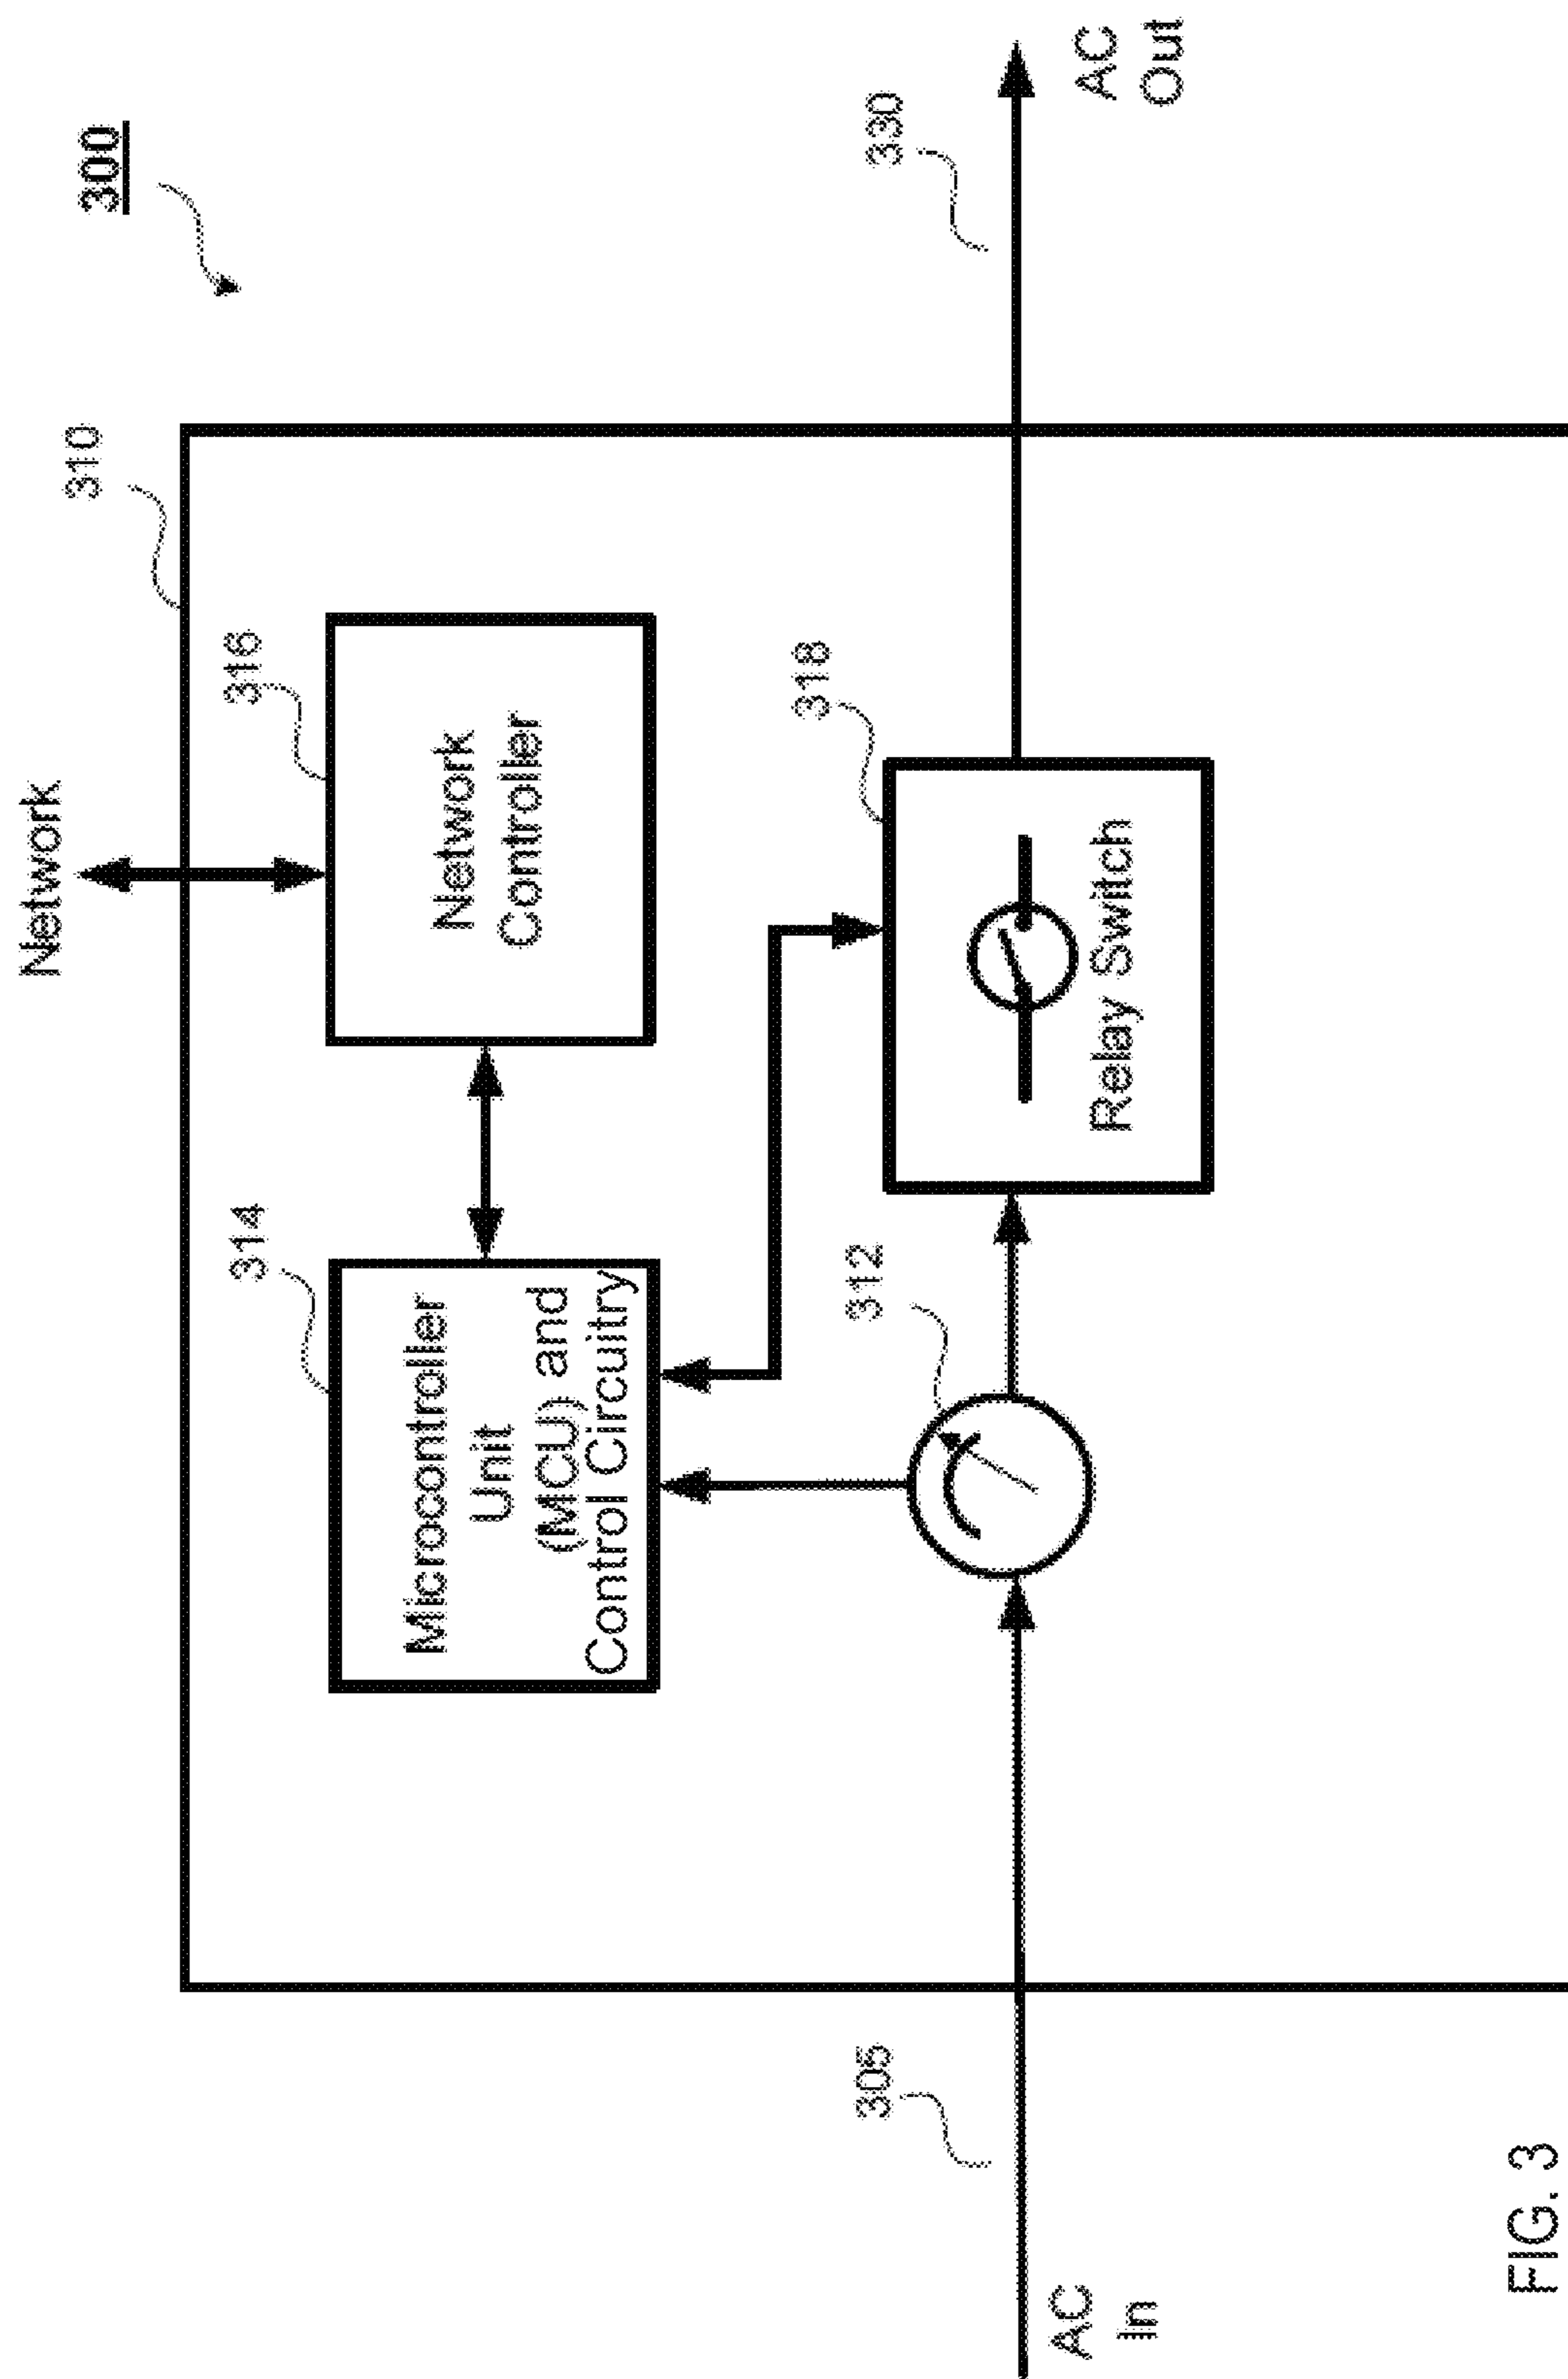 300
Network
310
316
Network
Controller
314
Microcontroller
Unit
(MCU) and
Control Circuitry
318
Relay Switch
312
305
AC
In
330
AC
Out
FIG. 3